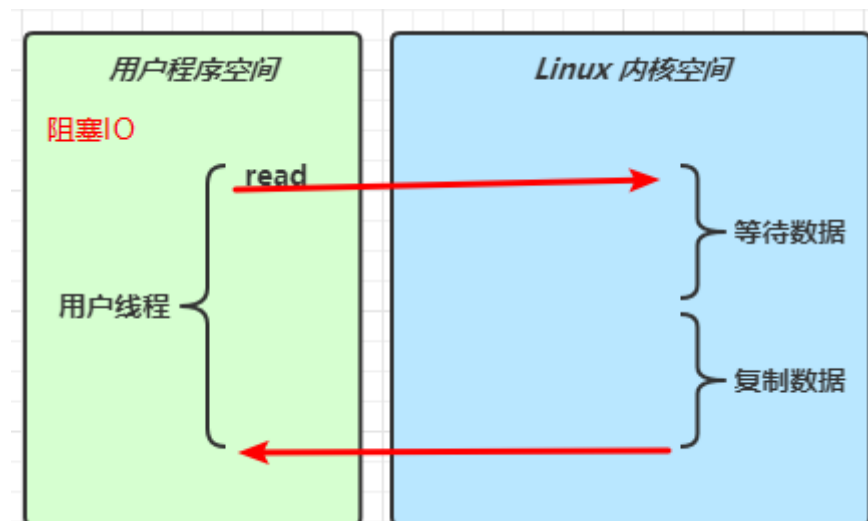 用户程序空间
Linux 内核空间
阻塞IO
read
等待数据
用户线程
复制数据